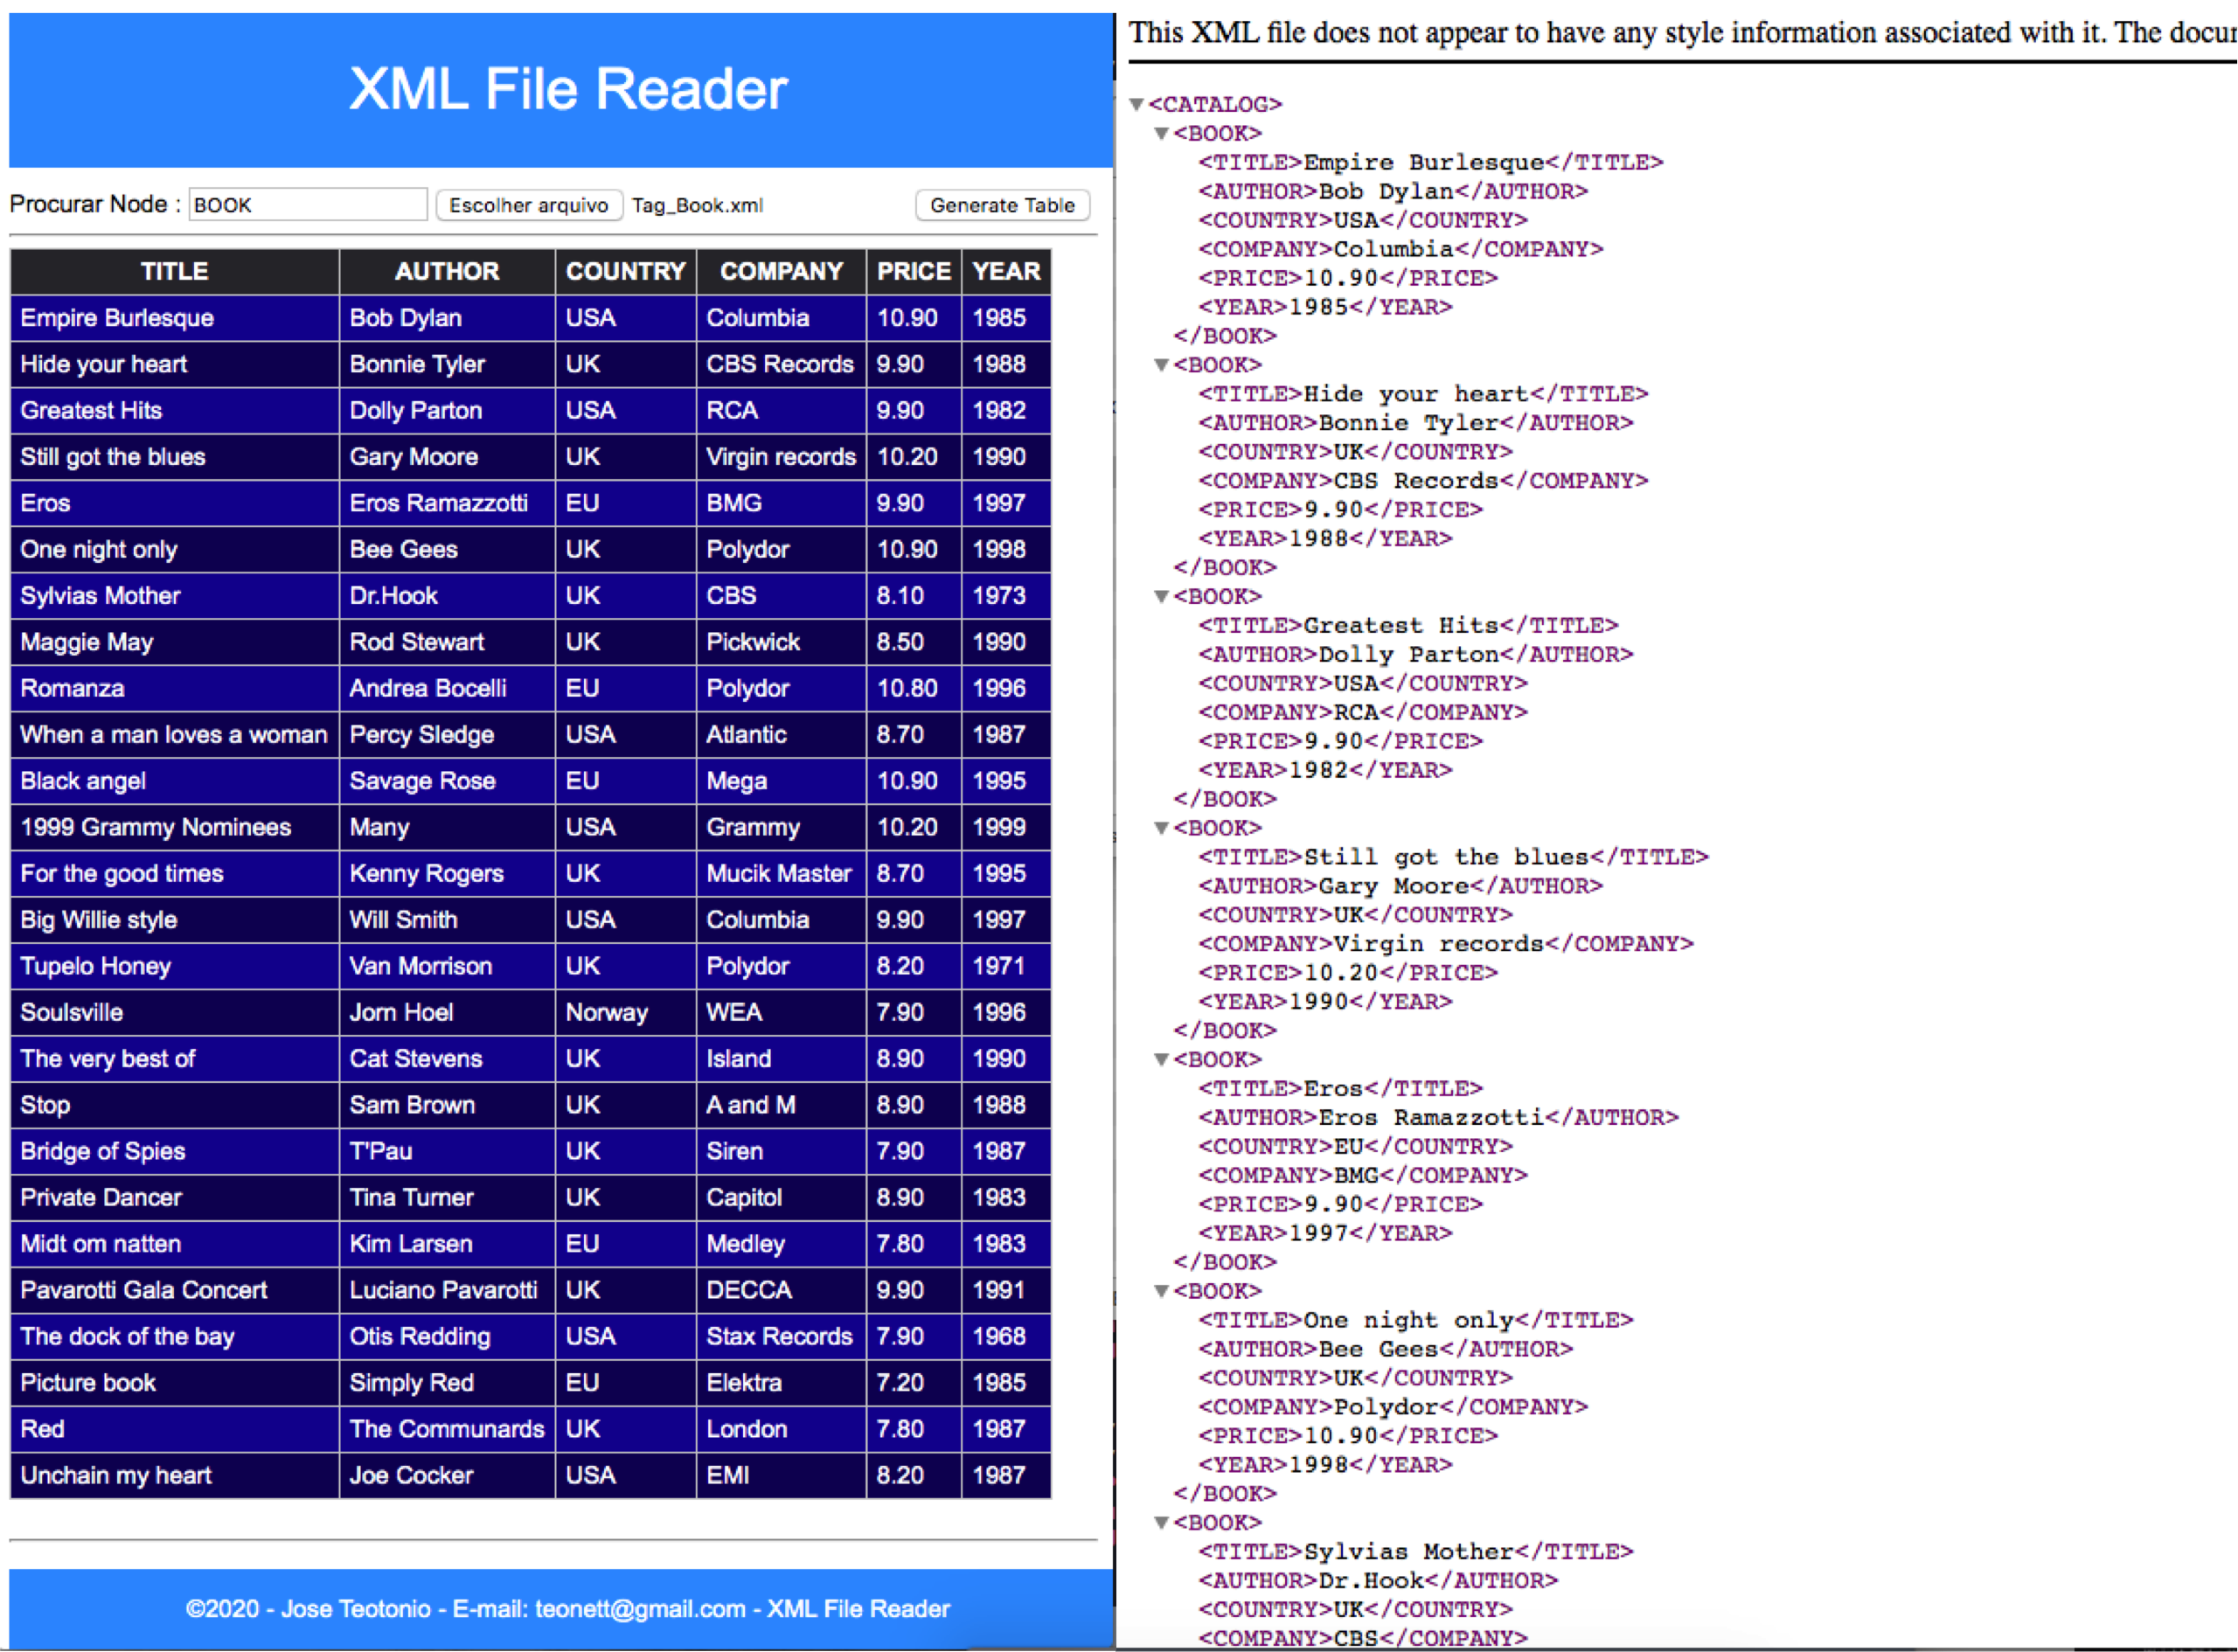 XML File Reader
Procurar Node : BOOK Escolher arquivo Tag_Book.xml Generate Table
TITLE AUTHOR COUNTRY COMPANY PRICE YEAR
Empire Burlesque Bob Dylan USA Columbia 10.90 1985
Hide your heart Bonnie Tyler UK CBS Records 9.90 1988
Greatest Hits Dolly Parton USA RCA 9.90 1982
Still got the blues Gary Moore UK Virgin records 10.20 1990
Eros Eros Ramazzotti EU BMG 9.90 1997
One night only Bee Gees UK Polydor 10.90 1998
Sylvias Mother Dr.Hook UK CBS 8.10 1973
Maggie May Rod Stewart UK Pickwick 8.50 1990
Romanza Andrea Bocelli EU Polydor 10.80 1996
When a man loves a woman Percy Sledge USA Atlantic 8.70 1987
Black angel Savage Rose EU Mega 10.90 1995
1999 Grammy Nominees Many USA Grammy 10.20 1999
For the good times Kenny Rogers UK Mucik Master 8.70 1995
Big Willie style Will Smith USA Columbia 9.90 1997
Tupelo Honey Van Morrison UK Polydor 8.20 1971
Soulsville Jorn Hoel Norway WEA 7.90 1996
The very best of Cat Stevens UK Island 8.90 1990
Stop Sam Brown UK A and M 8.90 1988
Bridge of Spies T'Pau UK Siren 7.90 1987
Private Dancer Tina Turner UK Capitol 8.90 1983
Midt om natten Kim Larsen EU Medley 7.80 1983
Pavarotti Gala Concert Luciano Pavarotti UK DECCA 9.90 1991
The dock of the bay Otis Redding USA Stax Records 7.90 1968
Picture book Simply Red EU Elektra 7.20 1985
Red The Communards UK London 7.80 1987
Unchain my heart Joe Cocker USA EMI 8.20 1987
©2020 - Jose Teotonio - E-mail: teonett@gmail.com - XML File Reader
This XML file does not appear to have any style information associated with it. The
<CATALOG>
<BOOK>
<TITLE>Empire Burlesque</TITLE>
<AUTHOR>Bob Dylan</AUTHOR>
<COUNTRY>USA</COUNTRY>
<COMPANY>Columbia</COMPANY>
<PRICE>10.90</PRICE>
<YEAR>1985</YEAR>
</BOOK>
<BOOK>
<TITLE>Hide your heart</TITLE>
<AUTHOR>Bonnie Tyler</AUTHOR>
<COUNTRY>UK</COUNTRY>
<COMPANY>CBS Records</COMPANY>
<PRICE>9.90</PRICE>
<YEAR>1988</YEAR>
</BOOK>
<BOOK>
<TITLE>Greatest Hits</TITLE>
<AUTHOR>Dolly Parton</AUTHOR>
<COUNTRY>USA</COUNTRY>
<COMPANY>RCA</COMPANY>
<PRICE>9.90</PRICE>
<YEAR>1982</YEAR>
</BOOK>
<BOOK>
<TITLE>Still got the blues</TITLE>
<AUTHOR>Gary Moore</AUTHOR>
<COUNTRY>UK</COUNTRY>
<COMPANY>Virgin records</COMPANY>
<PRICE>10.20</PRICE>
<YEAR>1990</YEAR>
</BOOK>
<BOOK>
<TITLE>Eros</TITLE>
<AUTHOR>Eros Ramazzotti</AUTHOR>
<COUNTRY>EU</COUNTRY>
<COMPANY>BMG</COMPANY>
<PRICE>9.90</PRICE>
<YEAR>1997</YEAR>
</BOOK>
<BOOK>
<TITLE>One night only</TITLE>
<AUTHOR>Bee Gees</AUTHOR>
<COUNTRY>UK</COUNTRY>
<COMPANY>Polydor</COMPANY>
<PRICE>10.90</PRICE>
<YEAR>1998</YEAR>
</BOOK>
<BOOK>
<TITLE>Sylvias Mother</TITLE>
<AUTHOR>Dr.Hook</AUTHOR>
<COUNTRY>UK</COUNTRY>
<COMPANY>CBS</COMPANY>